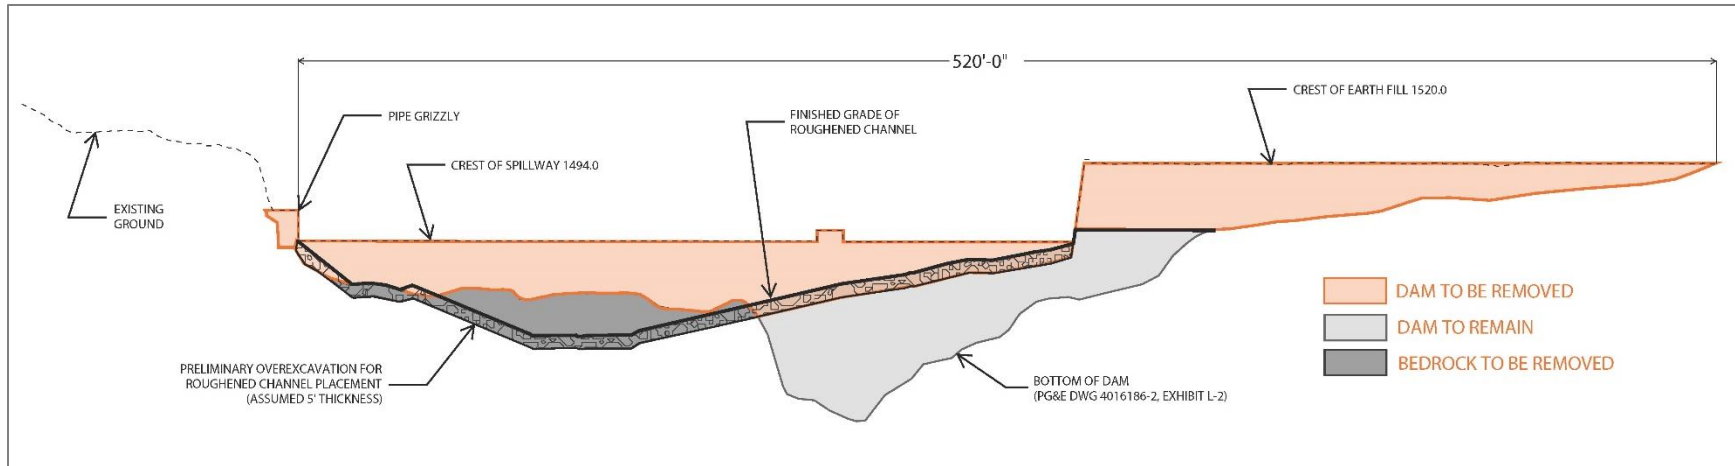 520'-0"
CREST OF EARTH FILL 1520.0
PIPE GRIZZLY
FINISHED GRADE OF
ROUGHENED CHANNEL
CREST OF SPILLWAY 1494.0
EXISTING
GROUND
DAM TO BE REMOVED
DAM TO REMAIN
BEDROCK TO BE REMOVED
PRELIMINARY OVEREXCAVATION FOR
ROUGHENED CHANNEL PLACEMENT
(ASSUMED 5' THICKNESS)
BOTTOM OF DAM
(PG&E DWG 4016186-2, EXHIBIT L-2)